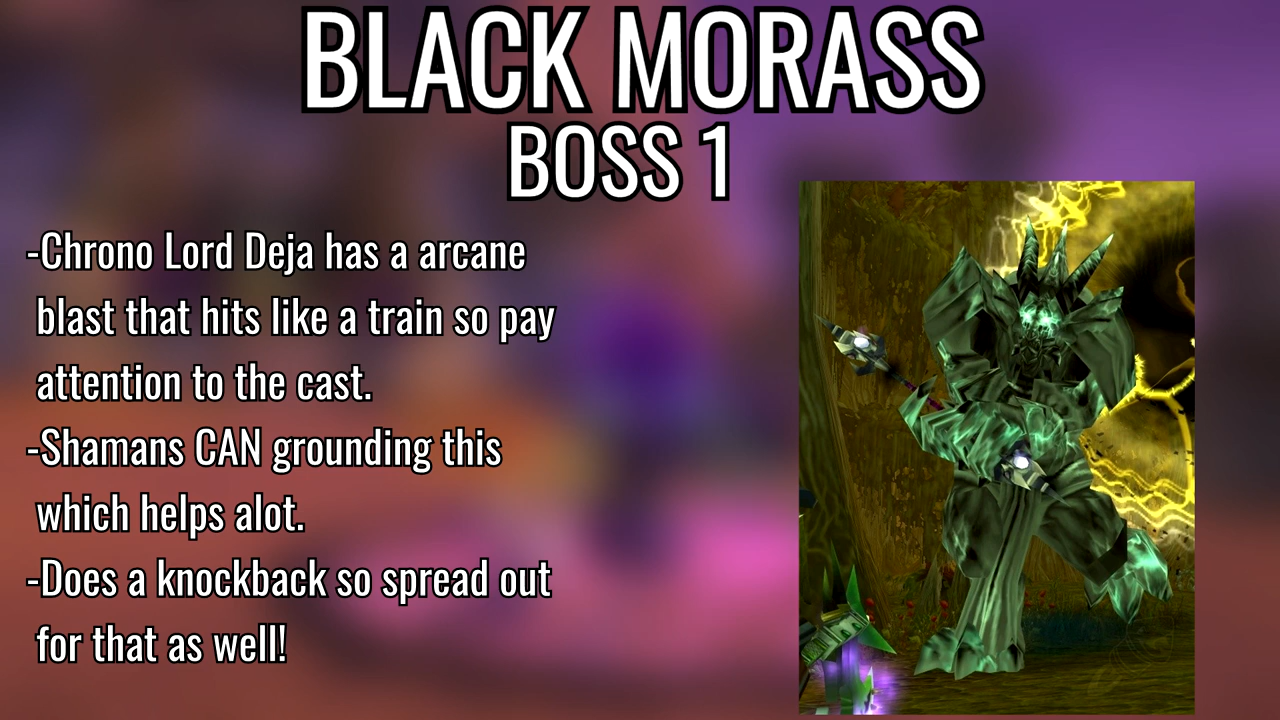 BLACK MORASS
BOSS 1
-Chrono Lord Deja has a arcane
blast that hits like a train so pay
attention to the cast.
-Shamans CAN grounding this
which helps alot.
-Does a knockback so spread out
for that as well!